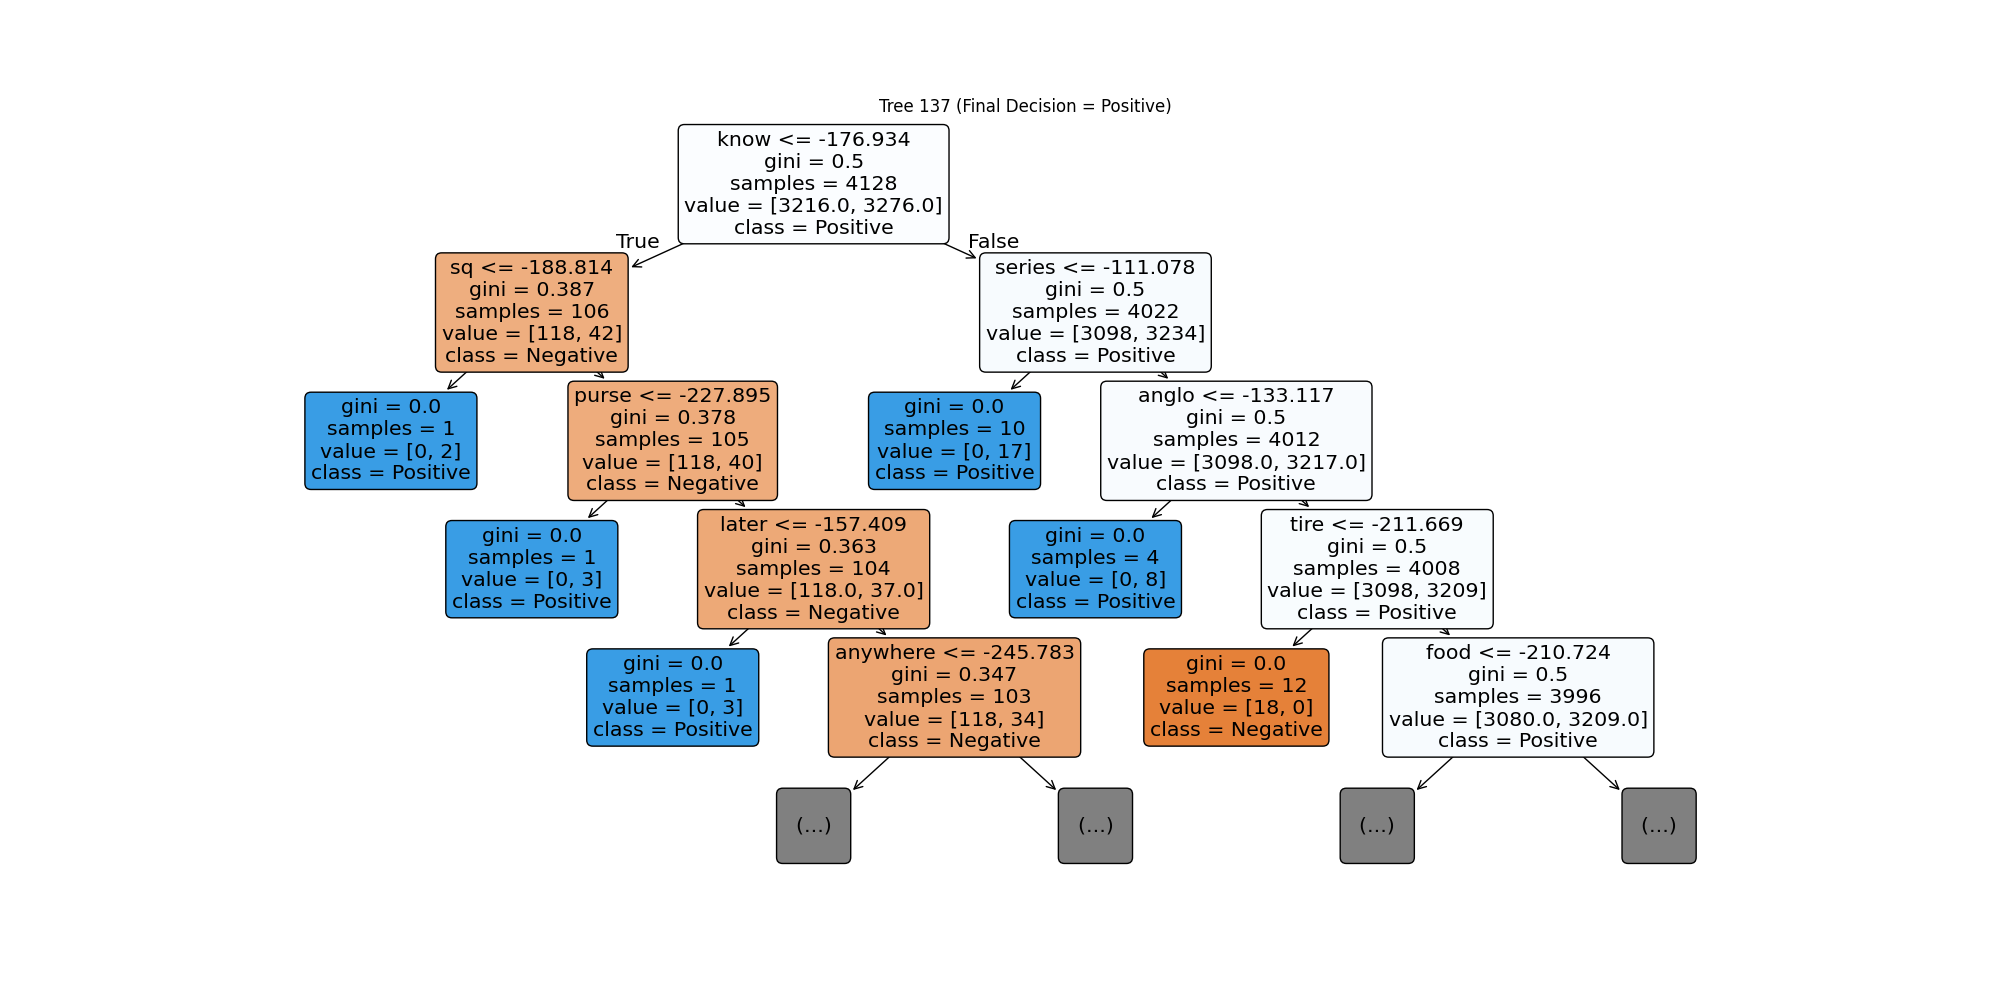 Tree 137 (Final Decision = Positive)
know <= -176.934
gini = 0.5
samples = 4128
value = [3216.0, 3276.0]
class = Positive
True
False
sq <= -188.814
gini = 0.387
samples = 106
value = [118, 42]
class = Negative
series <= -111.078
gini = 0.5
samples = 4022
value = [3098, 3234]
class = Positive
gini = 0.0
samples = 1
value = [0, 2]
class = Positive
purse <= -227.895
gini = 0.378
samples = 105
value = [118, 40]
class = Negative
gini = 0.0
samples = 10
value = [0, 17]
class = Positive
anglo <= -133.117
gini = 0.5
samples = 4012
value = [3098.0, 3217.0]
class = Positive
gini = 0.0
samples = 1
value = [0, 3]
class = Positive
later <= -157.409
gini = 0.363
samples = 104
value = [118.0, 37.0]
class = Negative
gini = 0.0
samples = 4
value = [0, 8]
class = Positive
tire <= -211.669
gini = 0.5
samples = 4008
value = [3098, 3209]
class = Positive
gini = 0.0
samples = 1
value = [0, 3]
class = Positive
anywhere <= -245.783
gini = 0.347
samples = 103
value = [118, 34]
class = Negative
gini = 0.0
samples = 12
value = [18, 0]
class = Negative
food <= -210.724
gini = 0.5
samples = 3996
value = [3080.0, 3209.0]
class = Positive
(...)
(...)
(...)
(...)